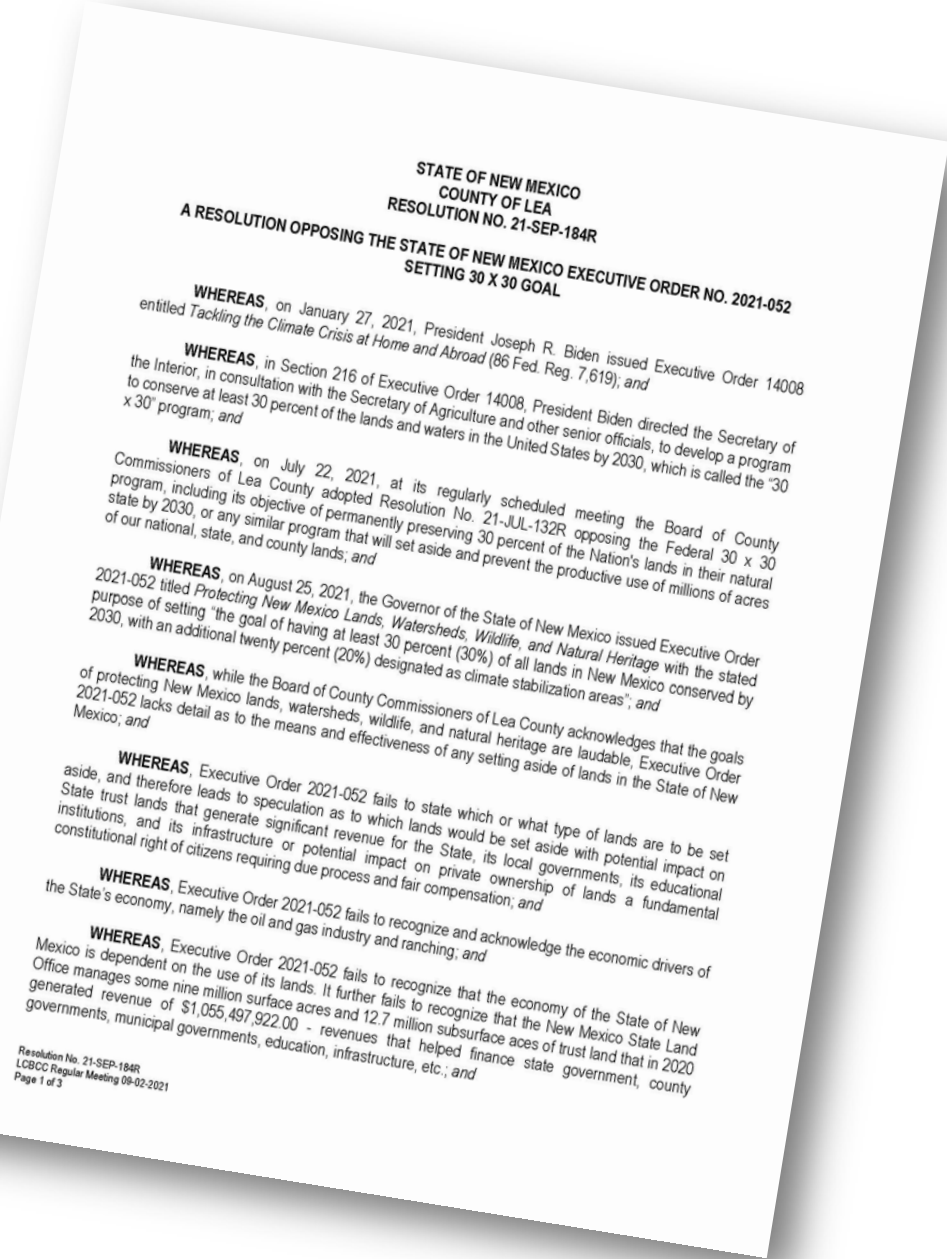 STATE OF NEW MEXICO
COUNTY OF LEA
RESOLUTION NO. 21-SEP-184R
A RESOLUTION OPPOSING THE STATE OF NEW MEXICO EXECUTIVE ORDER NO. 2021-052
SETTING 30 X 30 GOAL
WHEREAS, on January 27, 2021, President Joseph R. Biden issued Executive Order 14008
entitled Tackling the Climate Crisis at Home and Abroad (86 Fed. Reg. 7,619); and
WHEREAS, in Section 216 of Executive Order 14008, President Biden directed the Secretary of
the Interior, in consultation with the Secretary of Agriculture and other senior officials, to develop a program
to conserve at least 30 percent of the lands and waters in the United States by 2030, which is called the "30
x 30" program; and
WHEREAS, on July 22, 2021, at its regularly scheduled meeting the Board of County
Commissioners of Lea County adopted Resolution No. 21-JUL-132R opposing the Federal 30 x 30
program, including its objective of permanently preserving 30 percent of the Nation's lands in their natural
state by 2030, or any similar program that will set aside and prevent the productive use of millions of acres
of our national, state, and county lands; and
WHEREAS, on August 25, 2021, the Governor of the State of New Mexico issued Executive Order
2021-052 titled Protecting New Mexico Lands, Watersheds, Wildlife, and Natural Heritage with the stated
purpose of setting "the goal of having at least 30 percent (30%) of all lands in New Mexico conserved by
2030, with an additional twenty percent (20%) designated as climate stabilization areas"; and
WHEREAS, while the Board of County Commissioners of Lea County acknowledges that the goals
of protecting New Mexico lands, watersheds, wildlife, and natural heritage are laudable, Executive Order
2021-052 lacks detail as to the means and effectiveness of any setting aside of lands in the State of New
Mexico; and
WHEREAS, Executive Order 2021-052 fails to state which or what type of lands are to be set
aside, and therefore leads to speculation as to which lands would be set aside with potential impact on
State trust lands that generate significant revenue for the State, its local governments, its educational
institutions, and its infrastructure or potential impact on private ownership of lands a fundamental
constitutional right of citizens requiring due process and fair compensation; and
WHEREAS, Executive Order 2021-052 fails to recognize and acknowledge the economic drivers of
the State's economy, namely the oil and gas industry and ranching; and
WHEREAS, Executive Order 2021-052 fails to recognize that the economy of the State of New
Mexico is dependent on the use of its lands. It further fails to recognize that the New Mexico State Land
Office manages some nine million surface acres and 12.7 million subsurface aces of trust land that in 2020
generated revenue of $1,055,497,922.00 - revenues that helped finance state government, county
governments, municipal governments, education, infrastructure, etc.; and
Resolution No. 21-SEP-184R
LCBCC Regular Meeting 09-02-2021
Page 1 of 3